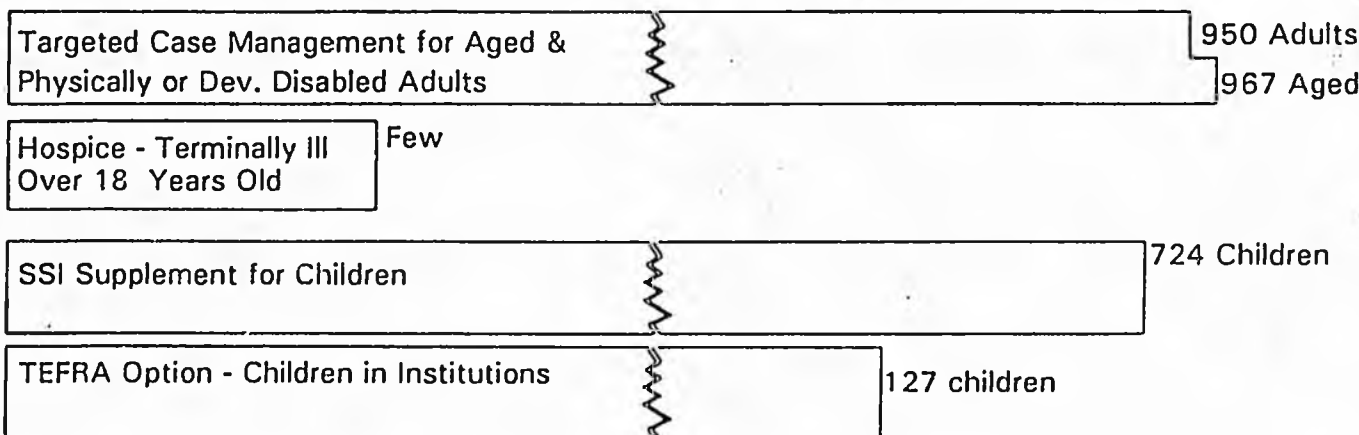 Targeted Case Management for Aged &
Physically or Dev. Disabled Adults
950 Adults
967 Aged
Hospice - Terminally Ill
Over 18 Years Old
Few
SSI Supplement for Children
724 Children
TEFRA Option - Children in Institutions
127 children